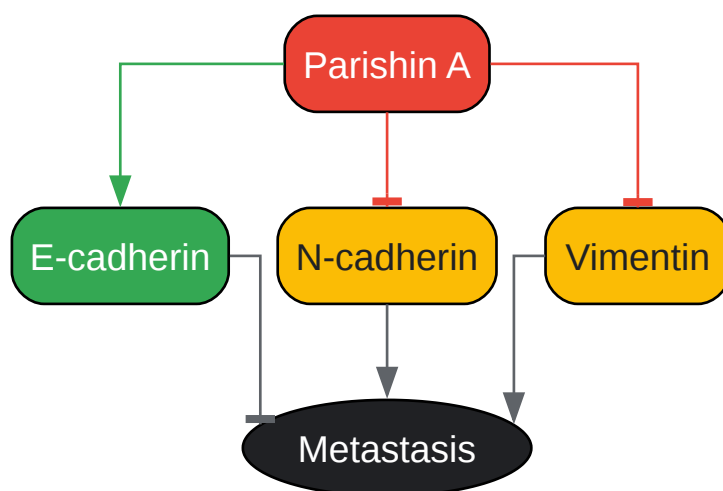 Parishin A
E-cadherin
N-cadherin
Vimentin
Metastasis